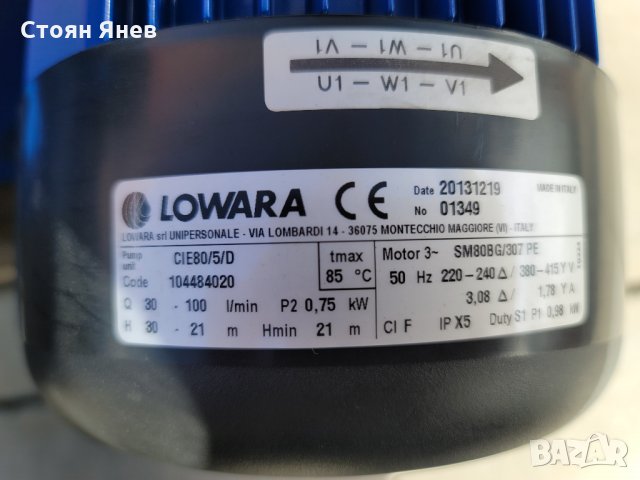 Стоян Янев
U1 – W1 – V1
U1 – W1 – V1
LOWARA CE Date 20131219 MADE IN ITALY
No 01349
LOWARA srl UNIPERSONALE - VIA LOMBARDI 14 - 36075 MONTECCHIO MAGGIORE (VI) - ITALY
Pump unit CIE80/5/D tmax Motor 3~ SM80BG/307 PE
Code 104484020 85 °C 50 Hz 220-240 Δ/ 380-415Y V
Q 30 - 100 l/min P2 0,75 kW 3,08 Δ/ 1,78 Y A
H 30 - 21 m Hmin 21 m Cl F IP X5 Duty S1 P1 0,98 kW
BAZAR